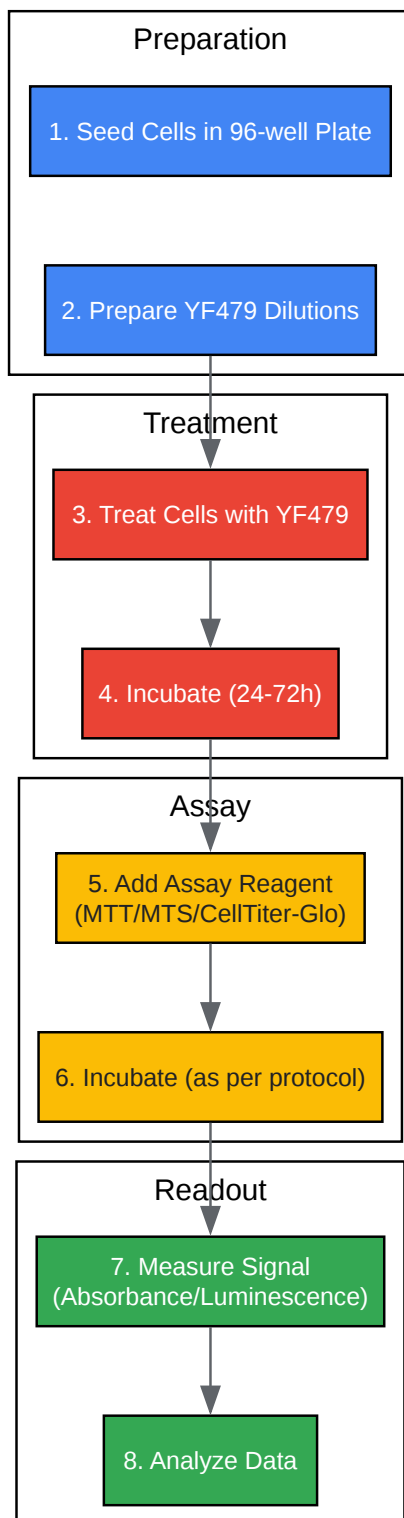 Preparation
1. Seed Cells in 96-well Plate
2. Prepare YF479 Dilutions
Treatment
3. Treat Cells with YF479
4. Incubate (24-72h)
Assay
5. Add Assay Reagent
(MTT/MTS/CellTiter-Glo)
6. Incubate (as per protocol)
Readout
7. Measure Signal
(Absorbance/Luminescence)
8. Analyze Data